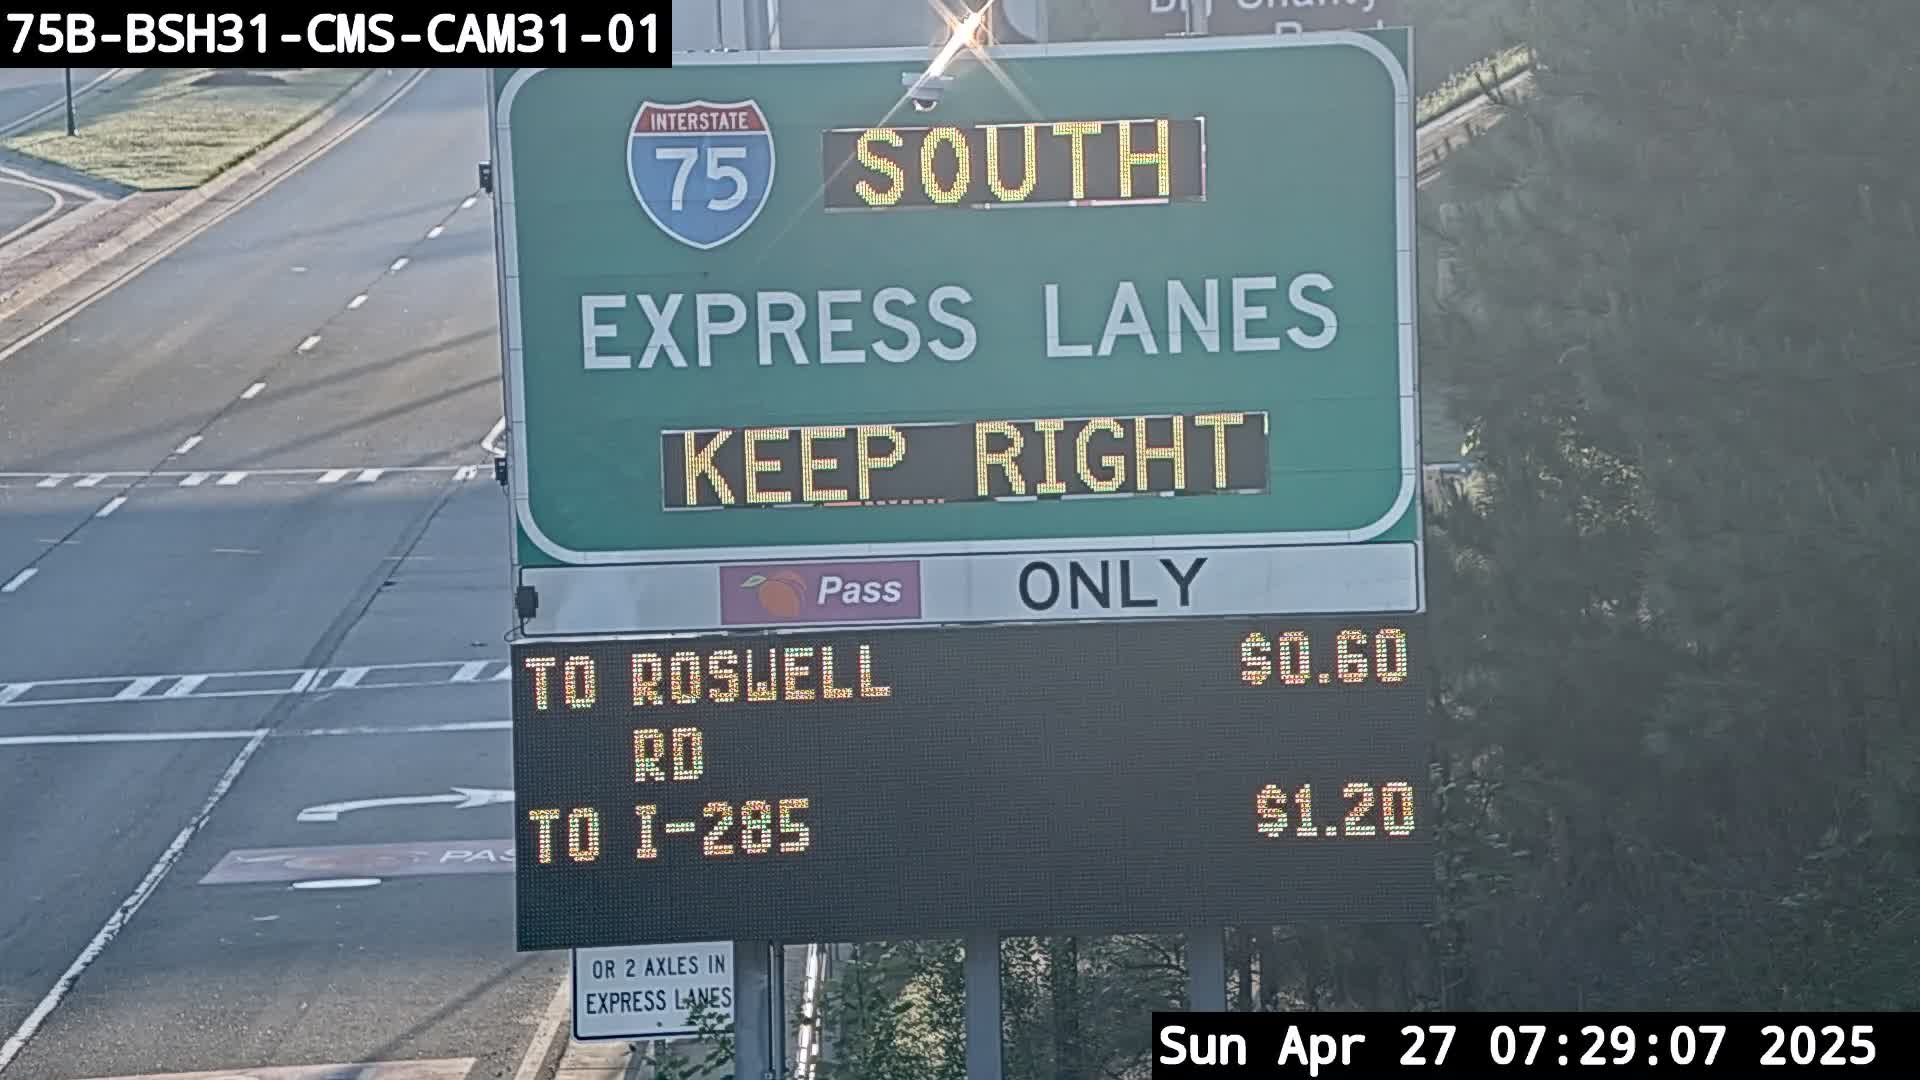 75B-BSH31-CMS-CAM31-01
INTERSTATE
75
SOUTH
EXPRESS LANES
KEEP RIGHT
Pass
ONLY
TO ROSWELL $0.60
RD
TO I-285 $1.20
OR 2 AXLES IN
EXPRESS LANES
Sun Apr 27 07:29:07 2025